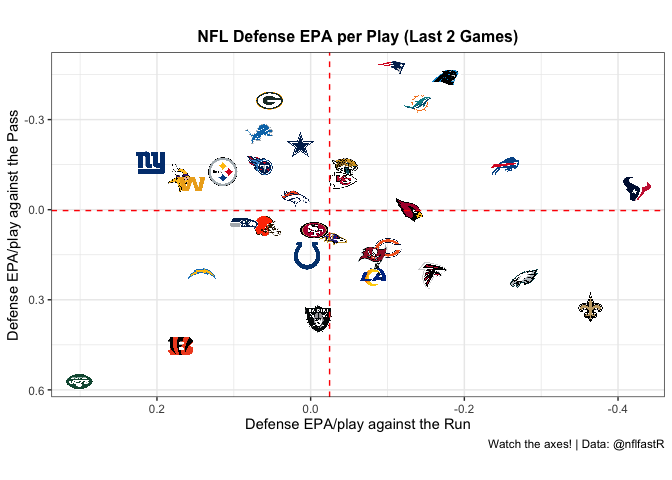 NFL Defense EPA per Play (Last 2 Games)
Defense EPA/play against the Pass
-0.3
0.0
0.3
0.6
0.2
0.0
-0.2
-0.4
Defense EPA/play against the Run
Watch the axes! | Data: @nflfastR
ny
Steelers
W